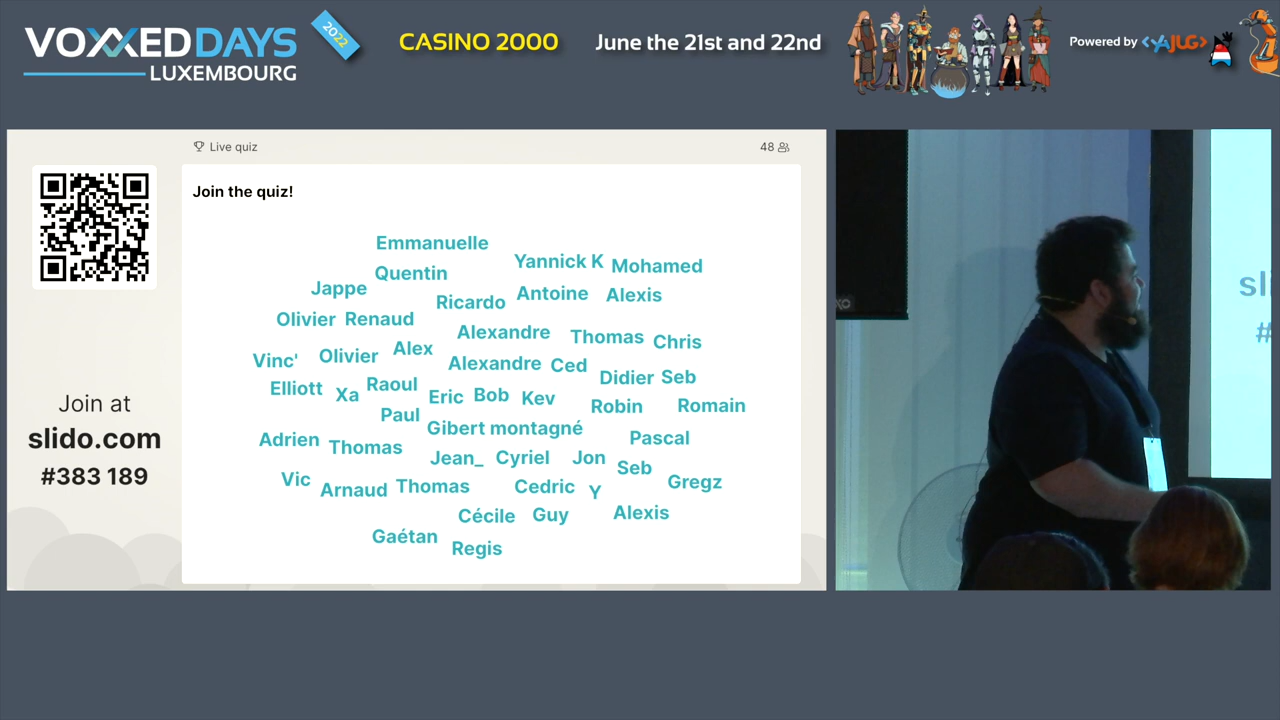 VOXXEDDAYS
LUXEMBOURG
2022
CASINO 2000
June the 21st and 22nd
Powered by <YAJUG>
Live quiz
48
Join the quiz!
Emmanuelle
Yannick K
Mohamed
Quentin
Jappe
Ricardo
Antoine
Alexis
Olivier
Renaud
Alexandre
Thomas
Chris
Vinc'
Olivier
Alex
Alexandre
Ced
Didier
Seb
Elliott
Xa
Raoul
Eric
Bob
Kev
Robin
Romain
Paul
Gibert montagné
Pascal
Adrien
Thomas
Jean_
Cyriel
Jon
Seb
Vic
Arnaud
Thomas
Cedric
Y
Gregz
Cécile
Guy
Alexis
Gaétan
Regis
Join at
slido.com
#383 189
sli
#